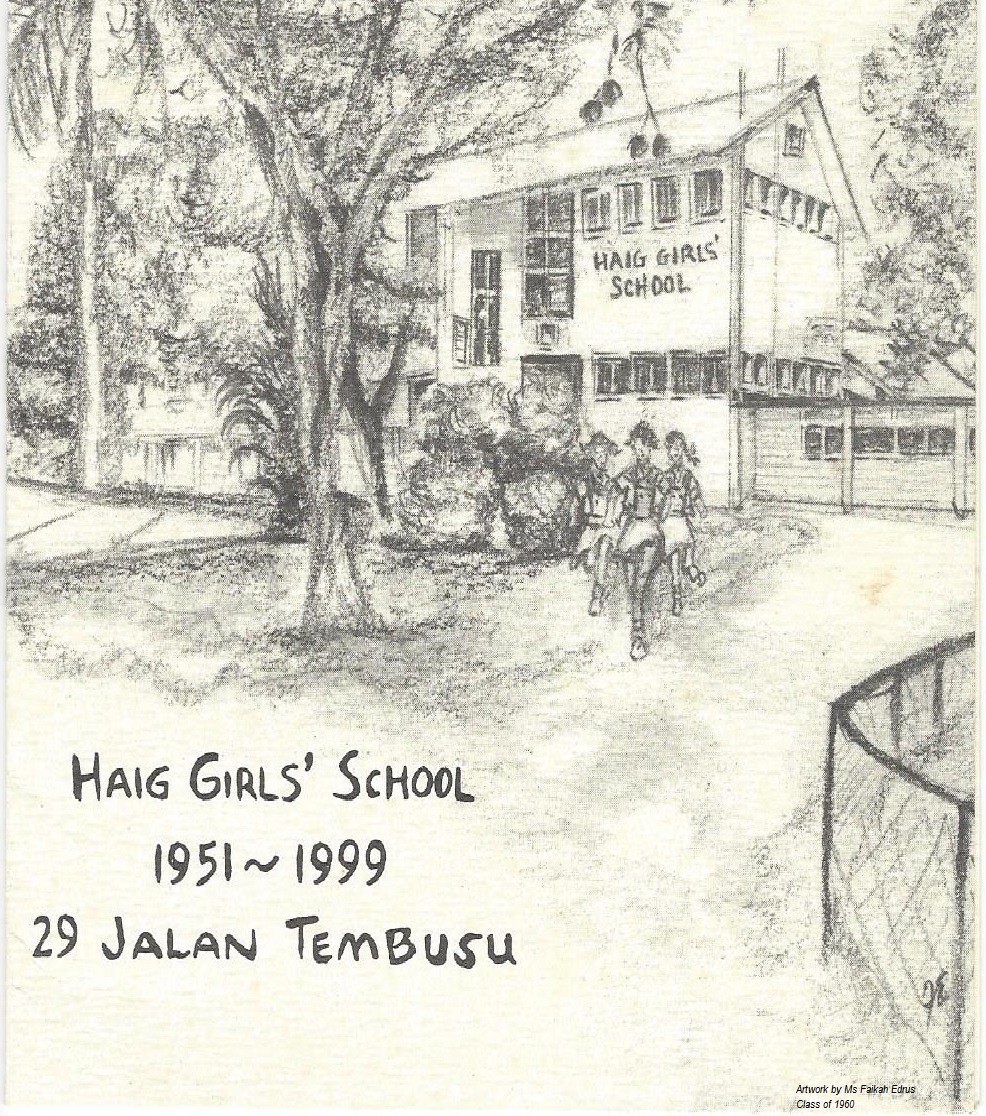 HAIG GIRLS'
SCHOOL
HAIG GIRLS' SCHOOL
1951~1999
29 JALAN TEMBUSU
Artwork by Ms Faikah Edrus
Class of 1960